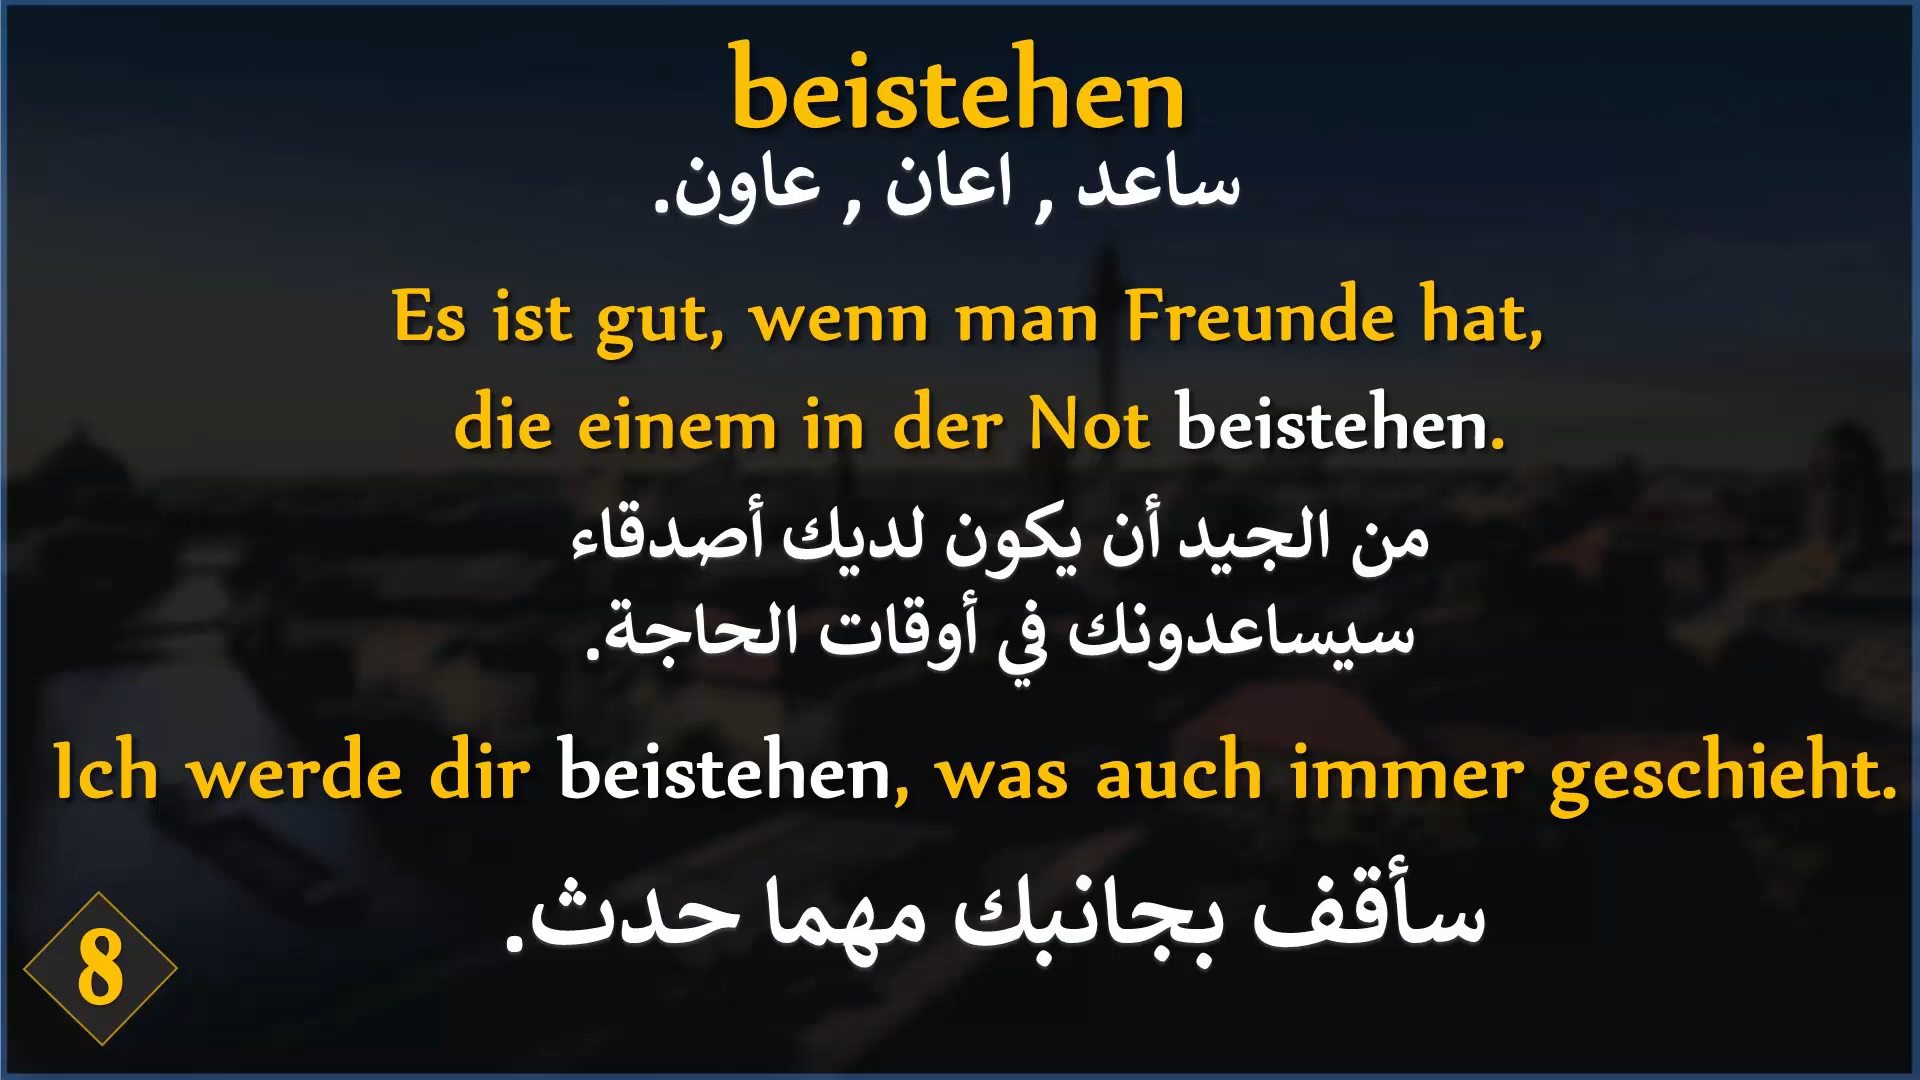 beistehen
ساعد , اعان , عاون.
Es ist gut, wenn man Freunde hat,
die einem in der Not beistehen.
من الجيد أن يكون لديك أصدقاء
سيساعدونك في أوقات الحاجة.
Ich werde dir beistehen, was auch immer geschieht.
سأقف بجانبك مهما حدث.
8